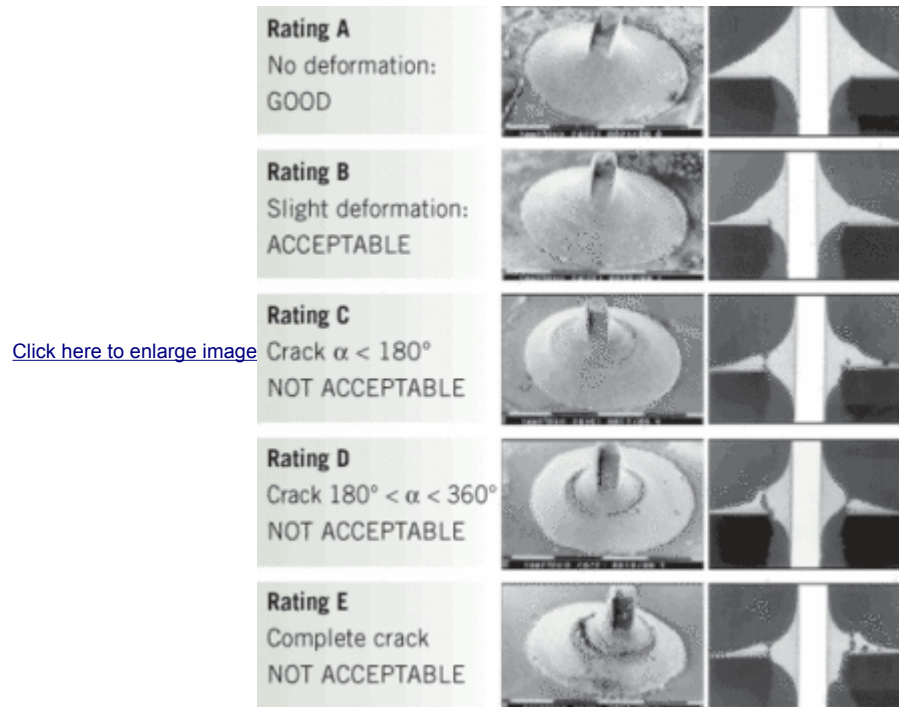 Rating A
No deformation:
GOOD
Rating B
Slight deformation:
ACCEPTABLE
Click here to enlarge image
Rating C
Crack α < 180°
NOT ACCEPTABLE
Rating D
Crack 180° < α < 360°
NOT ACCEPTABLE
Rating E
Complete crack
NOT ACCEPTABLE